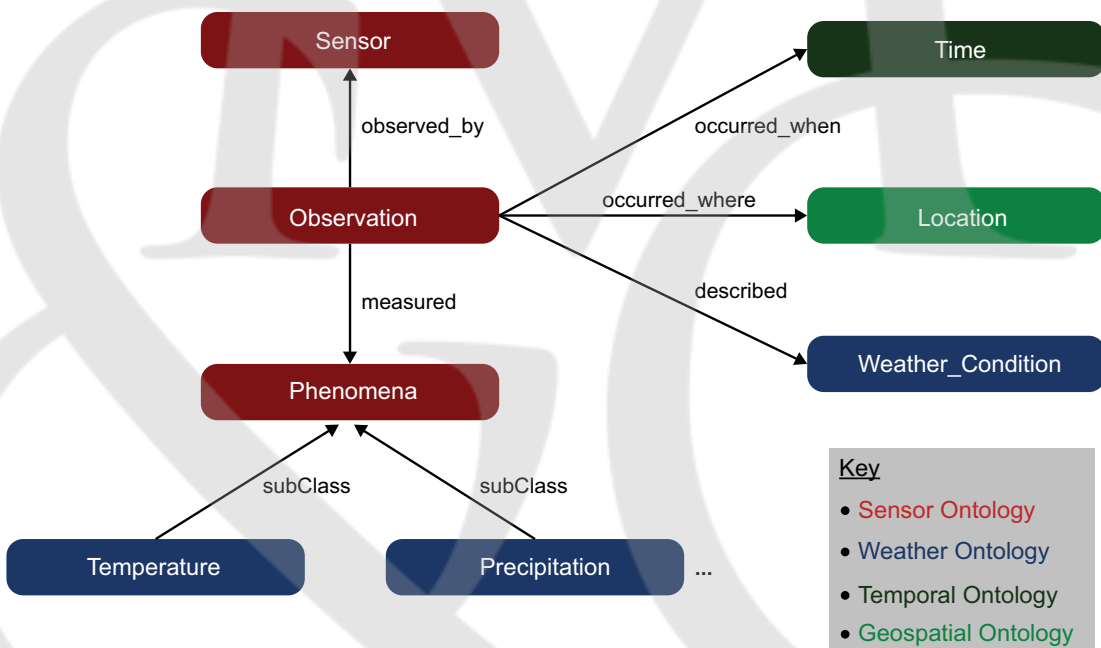 Sensor
Time
observed_by
occurred_when
Observation
occurred_where
Location
measured
described
Phenomena
Weather_Condition
subClass
subClass
Temperature
Precipitation
...
Key
• Sensor Ontology
• Weather Ontology
• Temporal Ontology
• Geospatial Ontology